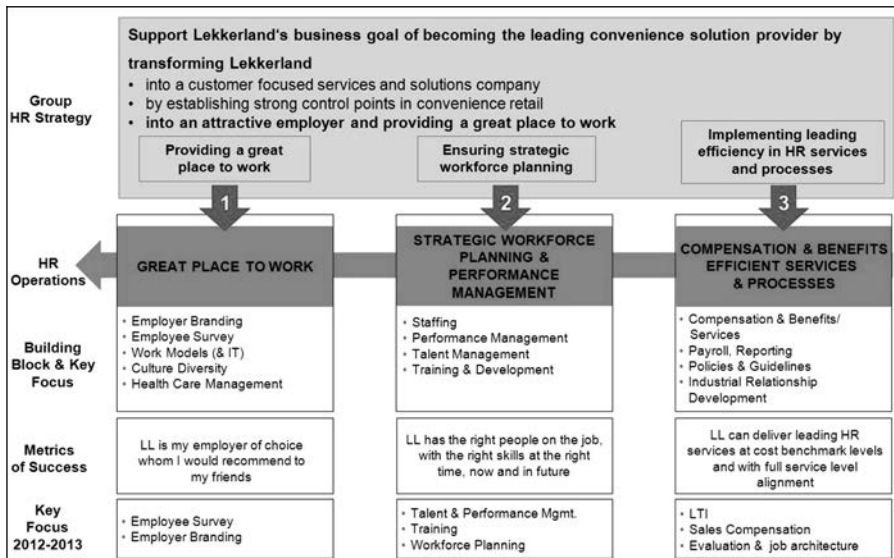 Group
HR Strategy
Support Lekkerland's business goal of becoming the leading convenience solution provider by
transforming Lekkerland
• into a customer focused services and solutions company
• by establishing strong control points in convenience retail
• into an attractive employer and providing a great place to work
Providing a great
place to work
Ensuring strategic
workforce planning
Implementing leading
efficiency in HR services
and processes
1
2
3
HR
Operations
GREAT PLACE TO WORK
STRATEGIC WORKFORCE
PLANNING &
PERFORMANCE
MANAGEMENT
COMPENSATION & BENEFITS
EFFICIENT SERVICES
& PROCESSES
Building
Block & Key
Focus
• Employer Branding
• Employee Survey
• Work Models (& IT)
• Culture Diversity
• Health Care Management
• Staffing
• Performance Management
• Talent Management
• Training & Development
• Compensation & Benefits/
Services
• Payroll, Reporting
• Policies & Guidelines
• Industrial Relationship
Development
Metrics
of Success
LL is my employer of choice
whom I would recommend to
my friends
LL has the right people on the job,
with the right skills at the right
time, now and in future
LL can deliver leading HR
services at cost benchmark levels
and with full service level
alignment
Key
Focus
2012-2013
• Employee Survey
• Employer Branding
• Talent & Performance Mgmt.
• Training
• Workforce Planning
• LTI
• Sales Compensation
• Evaluation & job architecture